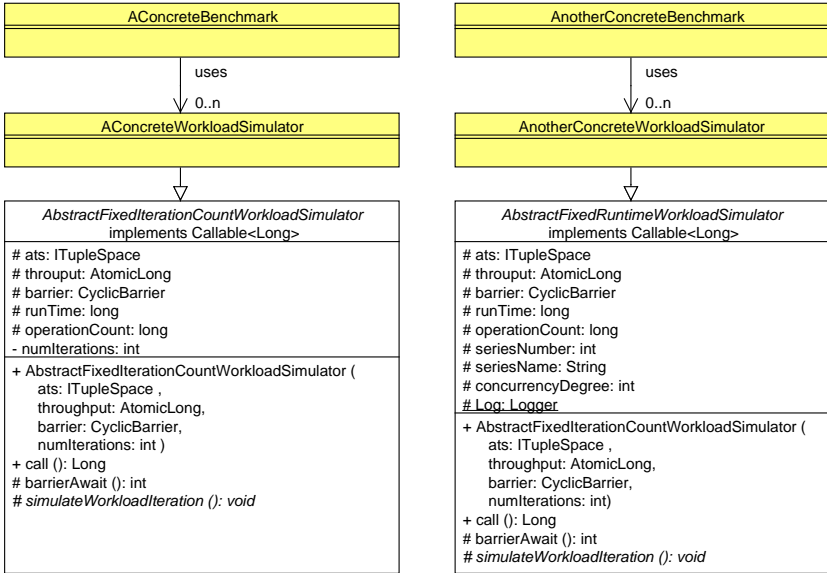 AConcreteBenchmark
uses
0..n
AConcreteWorkloadSimulator
AbstractFixedIterationCountWorkloadSimulator
implements Callable<Long>
# ats: ITupleSpace
# throuput: AtomicLong
# barrier: CyclicBarrier
# runTime: long
# operationCount: long
- numIterations: int
+ AbstractFixedIterationCountWorkloadSimulator (
ats: ITupleSpace ,
throughput: AtomicLong,
barrier: CyclicBarrier,
numIterations: int )
+ call (): Long
# barrierAwait (): int
# simulateWorkloadIteration (): void
AnotherConcreteBenchmark
uses
0..n
AnotherConcreteWorkloadSimulator
AbstractFixedRuntimeWorkloadSimulator
implements Callable<Long>
# ats: ITupleSpace
# throuput: AtomicLong
# barrier: CyclicBarrier
# runTime: long
# operationCount: long
# seriesNumber: int
# seriesName: String
# concurrencyDegree: int
# Log: Logger
+ AbstractFixedIterationCountWorkloadSimulator (
ats: ITupleSpace ,
throughput: AtomicLong,
barrier: CyclicBarrier,
numIterations: int)
+ call (): Long
# barrierAwait (): int
# simulateWorkloadIteration (): void